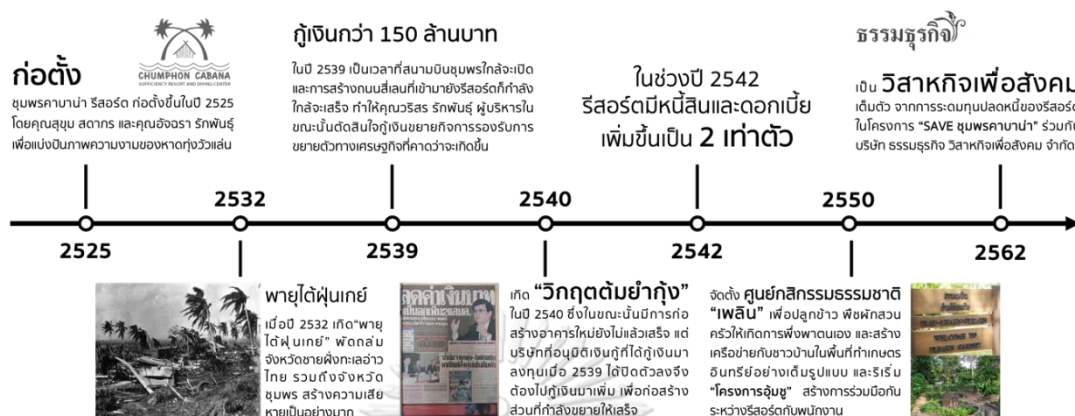 ก่อตั้ง
CHUMPHON CABANA
SUFFICIENCY RESORT AND DIVING CENTER
ชุมพรคาบาน่า รีสอร์ต ก่อตั้งขึ้นในปี 2525
โดยคุณสุขุม สดากร และคุณอัจฉรา รักพันธุ์
เพื่อแบ่งปันภาพความงามของหาดทุ่งวัวแล่น
กู้เงินกว่า 150 ล้านบาท
ในปี 2539 เป็นเวลาที่สนามบินชุมพรใกล้จะเปิด
และการสร้างถนนสี่เลนที่เข้ามายังรีสอร์ตก็กำลัง
ใกล้จะเสร็จ ทำให้คุณวริสร รักพันธุ์ ผู้บริหารใน
ขณะนั้นตัดสินใจกู้เงินขยายกิจการรองรับการ
ขยายตัวทางเศรษฐกิจที่คาดว่าจะเกิดขึ้น
ในช่วงปี 2542
รีสอร์ตมีหนี้สินและดอกเบี้ย
เพิ่มขึ้นเป็น 2 เท่าตัว
ธรรมธุรกิจ
เป็น วิสาหกิจเพื่อสังคม
เต็มตัว จากการระดมทุนปลดหนี้ของรีสอร์ต
ในโครงการ “SAVE ชุมพรคาบาน่า” ร่วมกับ
บริษัท ธรรมธุรกิจ วิสาหกิจเพื่อสังคม จำกัด
2532
2540
2550
2525
2539
2542
2562
พายุไต้ฝุ่นเกย์
เมื่อปี 2532 เกิด“พายุ
ไต้ฝุ่นเกย์” พัดถล่ม
จังหวัดชายฝั่งทะเลอ่าว
ไทย รวมถึงจังหวัด
ชุมพร สร้างความเสีย
หายเป็นอย่างมาก
ลดค่าเงินบาท
เกิด “วิกฤตต้มยำกุ้ง”
ในปี 2540 ซึ่งในขณะนั้นมีการก่อ
สร้างอาคารใหม่ยังไม่แล้วเสร็จ แต่
บริษัทที่อนุมัติเงินกู้ที่ได้กู้เงินมา
ลงทุนเมื่อ 2539 ได้ปิดตัวลงจึง
ต้องไปกู้เงินมาเพิ่ม เพื่อก่อสร้าง
ส่วนที่กำลังขยายให้เสร็จ
จัดตั้ง ศูนย์กสิกรรมธรรมชาติ
“เพลิน” เพื่อปลูกข้าว พืชผักสวน
ครัวให้เกิดการพึ่งพาตนเอง และสร้าง
เครือข่ายกับชาวบ้านในพื้นที่ทำเกษตร
อินทรีย์อย่างเต็มรูปแบบ และริเริ่ม
“โครงการอุ้มชู” สร้างการร่วมมือกัน
ระหว่างรีสอร์ตกับพนักงาน
WELCOME TO